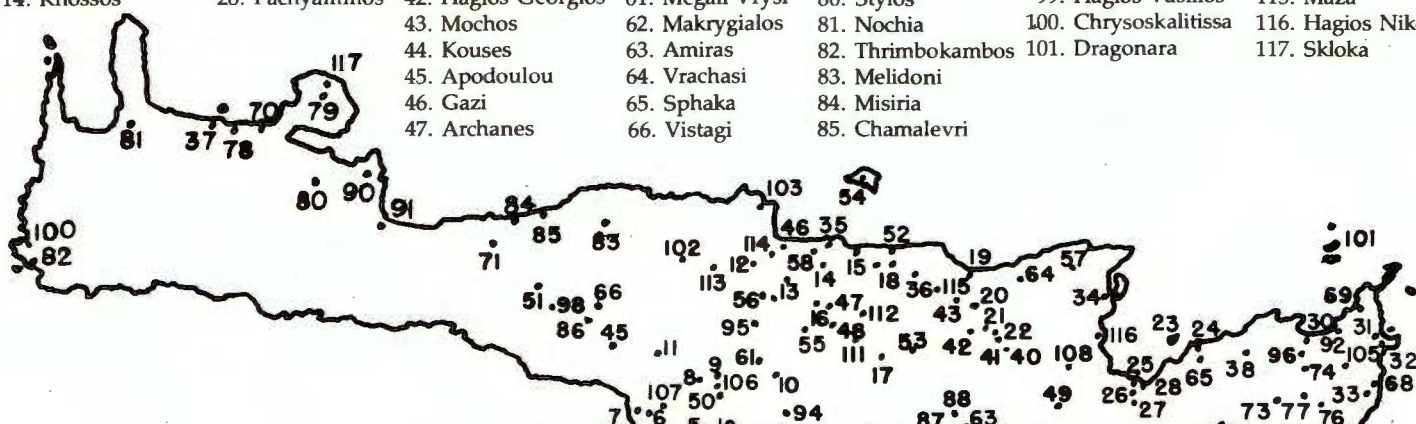 14. Knossos 42. Hagios Georgios 61. Megali Vrysi 80. Stylos 115. Maza
43. Mochos 62. Makrygialos 81. Nochia 100. Chrysoskalitissa 116. Hagios Nik
44. Kouses 63. Amiras 82. Thrimbokambos 101. Dragonara 117. Skloka
45. Apodoulou 64. Vrachasi 83. Melidoni
46. Gazi 65. Sphaka 84. Misiria
47. Archanes 66. Vistagi 85. Chamalevri
117
79
81 37 78 70
80 90 91 84 85 83 103 54
100 82 71 102 114 46 35 52 19 57 101
12 58 14 15 18 64
113 13 36 115 34 69
51 98 66 56 16 47 112 43 20
86 45 95 55 48 21 22 116 23 24 30 31
11 61 111 53 42 41 40 108 96 92 105 32
9 8 106 10 17 25 65 38 74
107 50 88 49 26 28 33 68
7 6 94 87 63 27 73 77 76